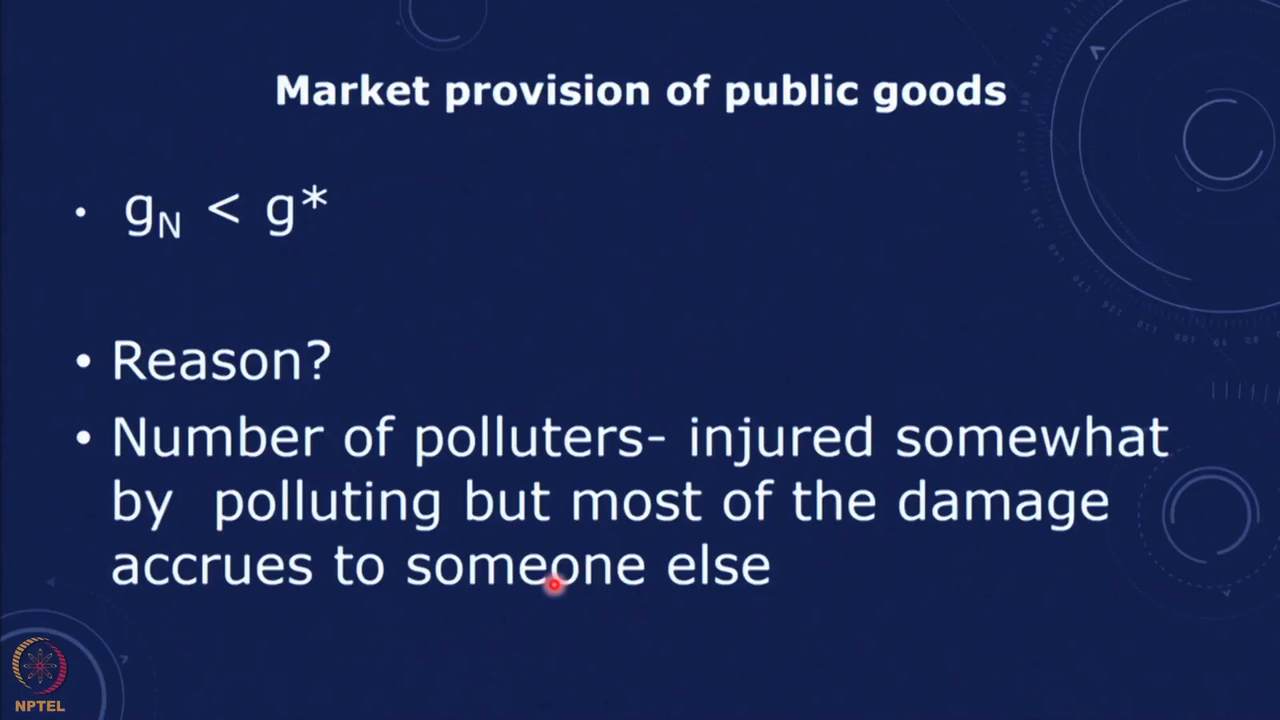 Market provision of public goods
• g_N < g*
• Reason?
• Number of polluters- injured somewhat
by polluting but most of the damage
accrues to someone else
NPTEL